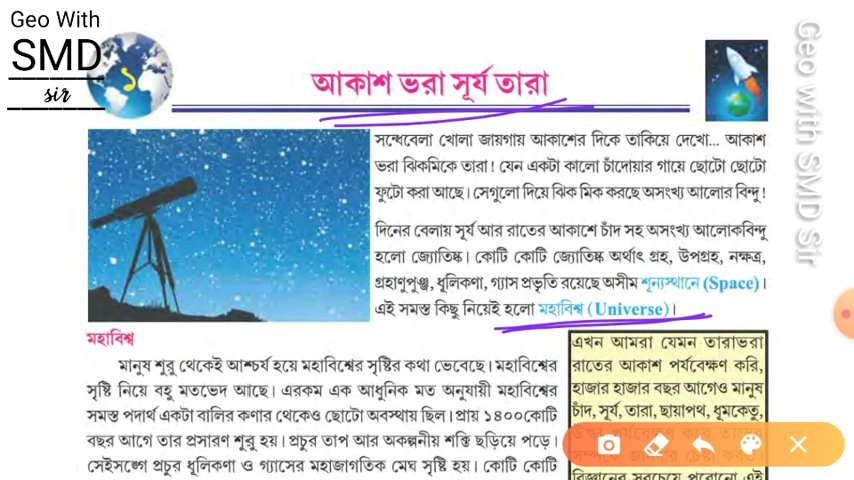 Geo With
SMD
sir
১
আকাশ ভরা সূর্য তারা
সন্ধেবেলা খোলা জায়গায় আকাশের দিকে তাকিয়ে দেখো... আকাশ
ভরা ঝিকমিকে তারা! যেন একটা কালো চাঁদোয়ার গায়ে ছোটো ছোটো
ফুটো করা আছে। সেগুলো দিয়ে ঝিক মিক করছে অসংখ্য আলোর বিন্দু!
দিনের বেলায় সূর্য আর রাতের আকাশে চাঁদ সহ অসংখ্য আলোকবিন্দু
হলো জ্যোতিষ্ক। কোটি কোটি জ্যোতিষ্ক অর্থাৎ গ্রহ, উপগ্রহ, নক্ষত্র,
গ্রহাণুপুঞ্জ, ধূলিকণা, গ্যাস প্রভৃতি রয়েছে অসীম শূন্যস্থানে (Space)।
এই সমস্ত কিছু নিয়েই হলো মহাবিশ্ব (Universe)।
মহাবিশ্ব
মানুষ শুরু থেকেই আশ্চর্য হয়ে মহাবিশ্বের সৃষ্টির কথা ভেবেছে। মহাবিশ্বের
সৃষ্টি নিয়ে বহু মতভেদ আছে। এরকম এক আধুনিক মত অনুযায়ী মহাবিশ্বের
সমস্ত পদার্থ একটা বালির কণার থেকেও ছোটো অবস্থায় ছিল। প্রায় ১৪০০কোটি
বছর আগে তার প্রসারণ শুরু হয়। প্রচুর তাপ আর অকল্পনীয় শক্তি ছড়িয়ে পড়ে।
সেইসঙ্গে প্রচুর ধূলিকণা ও গ্যাসের মহাজাগতিক মেঘ সৃষ্টি হয়। কোটি কোটি
এখন আমরা যেমন তারাভরা
রাতের আকাশ পর্যবেক্ষণ করি,
হাজার হাজার বছর আগেও মানুষ
চাঁদ, সূর্য, তারা, ছায়াপথ, ধূমকেতু,
বিজ্ঞানের সবচেয়ে পুরোনো এই
Geo with SMD Sir